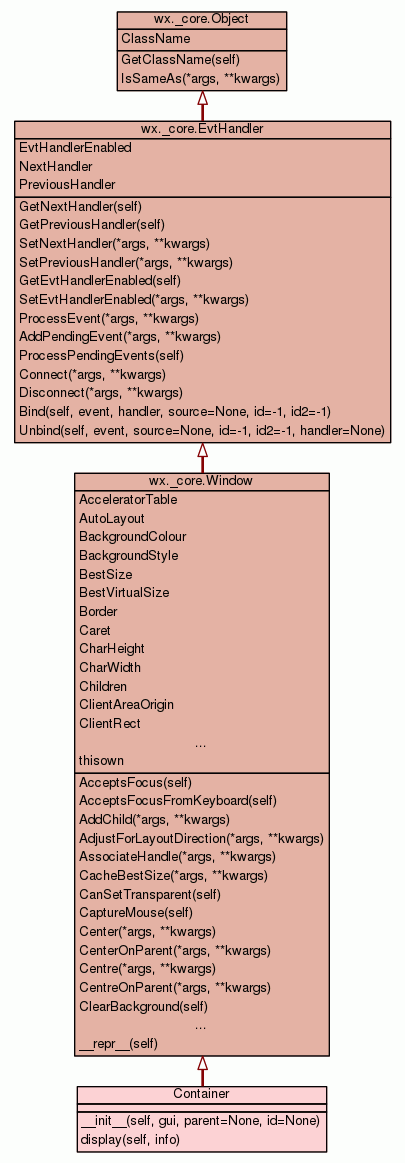 wx._core.Object
ClassName
GetClassName(self)
IsSameAs(*args, **kwargs)
wx._core.EvtHandler
EvtHandlerEnabled
NextHandler
PreviousHandler
GetNextHandler(self)
GetPreviousHandler(self)
SetNextHandler(*args, **kwargs)
SetPreviousHandler(*args, **kwargs)
GetEvtHandlerEnabled(self)
SetEvtHandlerEnabled(*args, **kwargs)
ProcessEvent(*args, **kwargs)
AddPendingEvent(*args, **kwargs)
ProcessPendingEvents(self)
Connect(*args, **kwargs)
Disconnect(*args, **kwargs)
Bind(self, event, handler, source=None, id=-1, id2=-1)
Unbind(self, event, source=None, id=-1, id2=-1, handler=None)
wx._core.Window
AcceleratorTable
AutoLayout
BackgroundColour
BackgroundStyle
BestSize
BestVirtualSize
Border
Caret
CharHeight
CharWidth
Children
ClientAreaOrigin
ClientRect
...
thisown
AcceptsFocus(self)
AcceptsFocusFromKeyboard(self)
AddChild(*args, **kwargs)
AdjustForLayoutDirection(*args, **kwargs)
AssociateHandle(*args, **kwargs)
CacheBestSize(*args, **kwargs)
CanSetTransparent(self)
CaptureMouse(self)
Center(*args, **kwargs)
CenterOnParent(*args, **kwargs)
Centre(*args, **kwargs)
CentreOnParent(*args, **kwargs)
ClearBackground(self)
...
__repr__(self)
Container
__init__(self, gui, parent=None, id=None)
display(self, info)